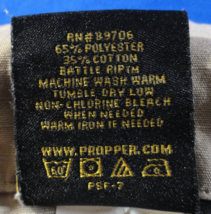 RN#89706
65% POLYESTER
35% COTTON
BATTLE RIP™
MACHINE WASH WARM
TUMBLE DRY LOW
NON-CHLORINE BLEACH
WHEN NEEDED
WARM IRON IF NEEDED
WWW.PROPPER.COM
PSF-7